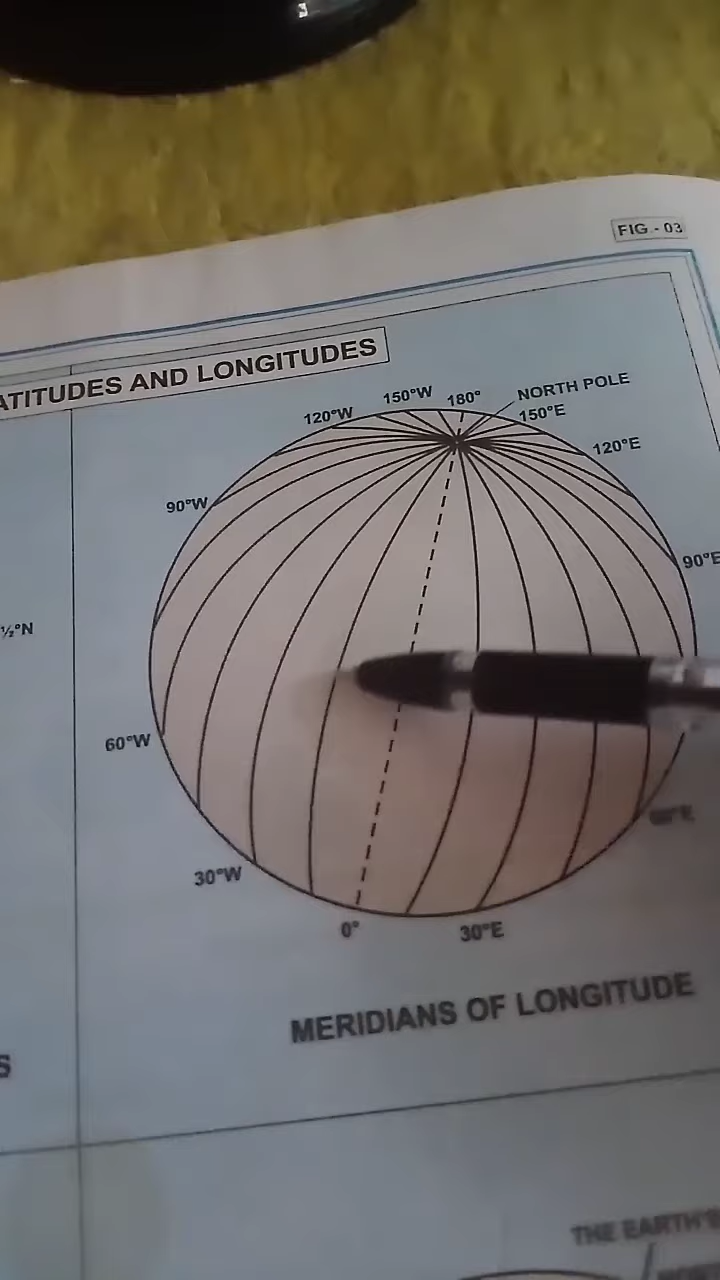 FIG.- 03
ATITUDES AND LONGITUDES
NORTH POLE
120°W 150°W 180° 150°E
120°E
90°W
90°E
½°N
60°W
60°E
30°W
0° 30°E
MERIDIANS OF LONGITUDE
S
THE EARTH'S